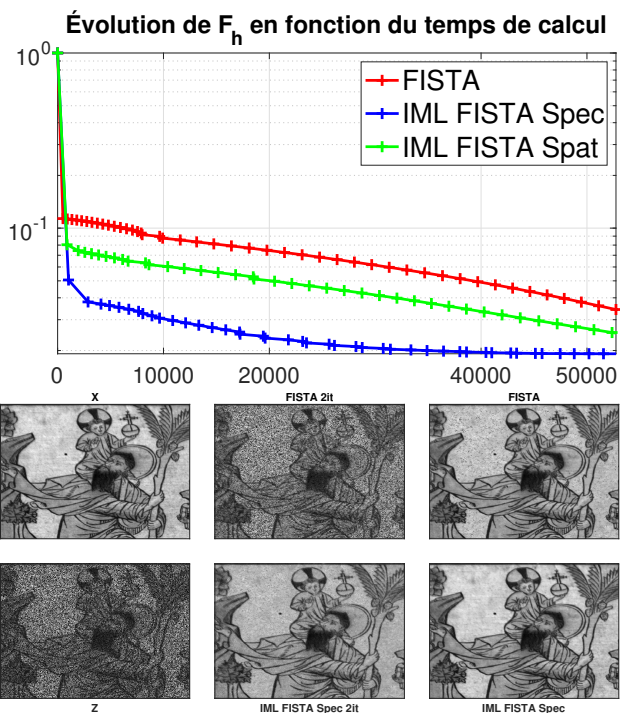 Évolution de F_h en fonction du temps de calcul
10^0
FISTA
IML FISTA Spec
IML FISTA Spat
10^-1
0 10000 20000 40000 50000
X FISTA 2it FISTA
Z IML FISTA Spec 2it IML FISTA Spec